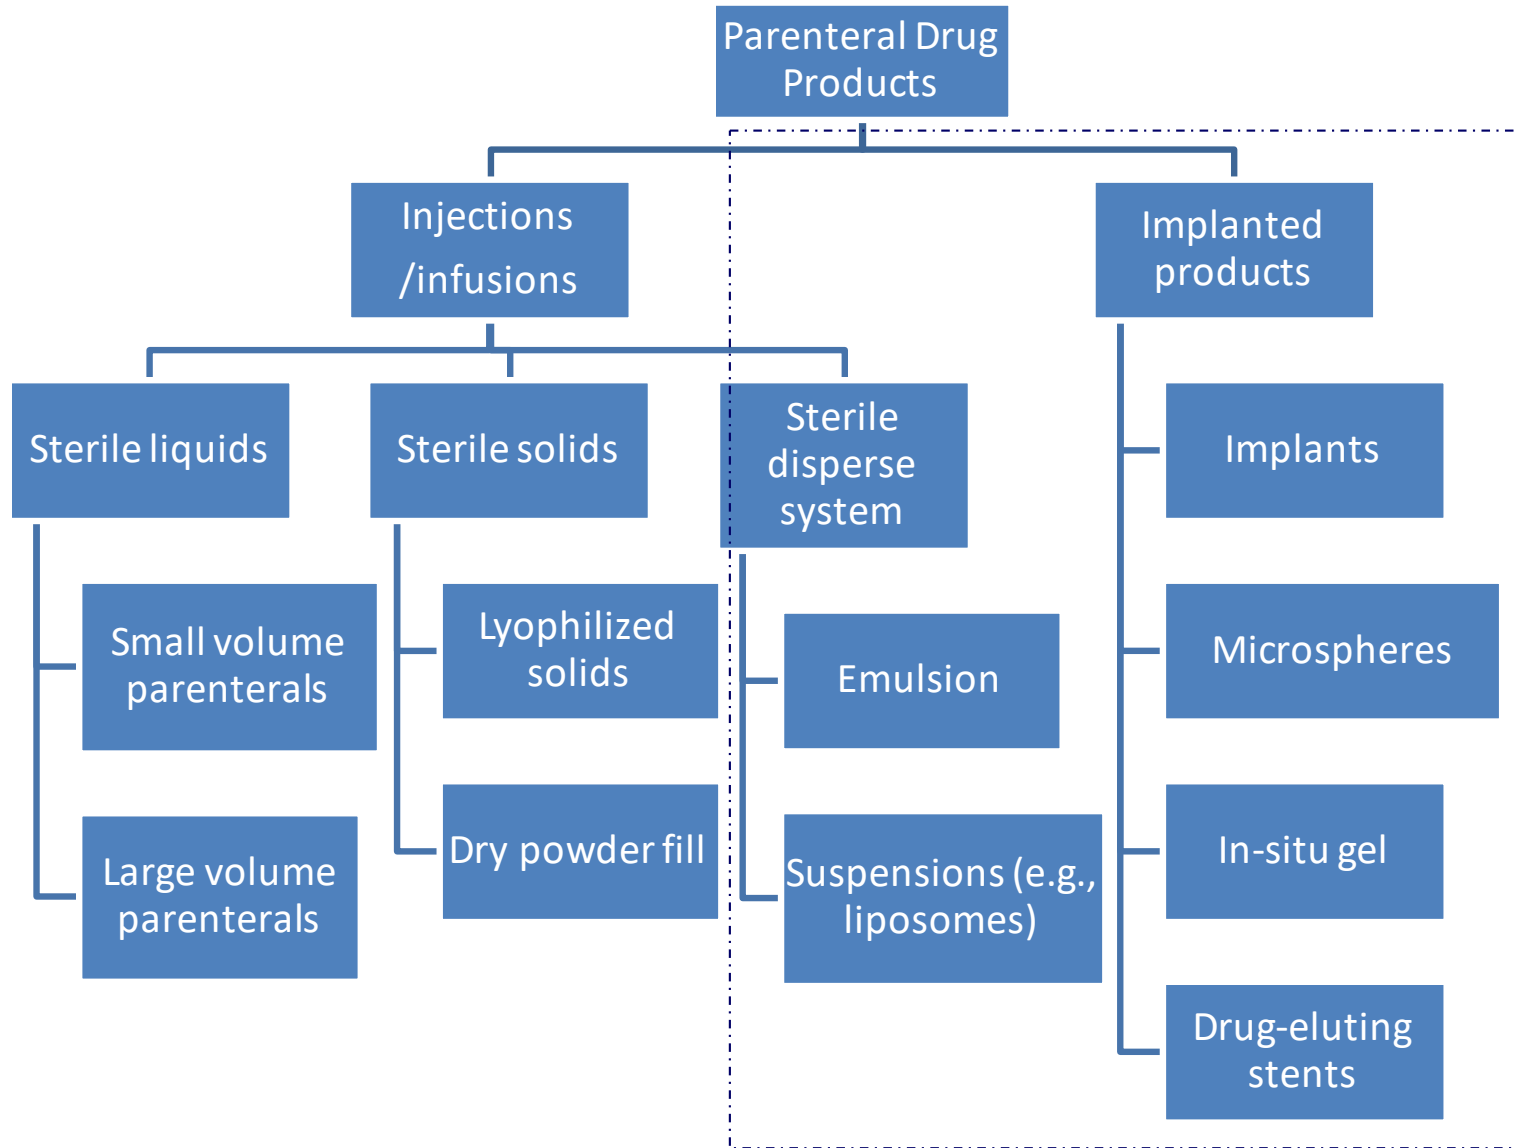 Parenteral Drug
Products
Injections
/infusions
Implanted
products
Sterile liquids
Sterile solids
Sterile
disperse
system
Implants
Small volume
parenterals
Lyophilized
solids
Emulsion
Microspheres
Large volume
parenterals
Dry powder fill
Suspensions (e.g.,
liposomes)
In-situ gel
Drug-eluting
stents